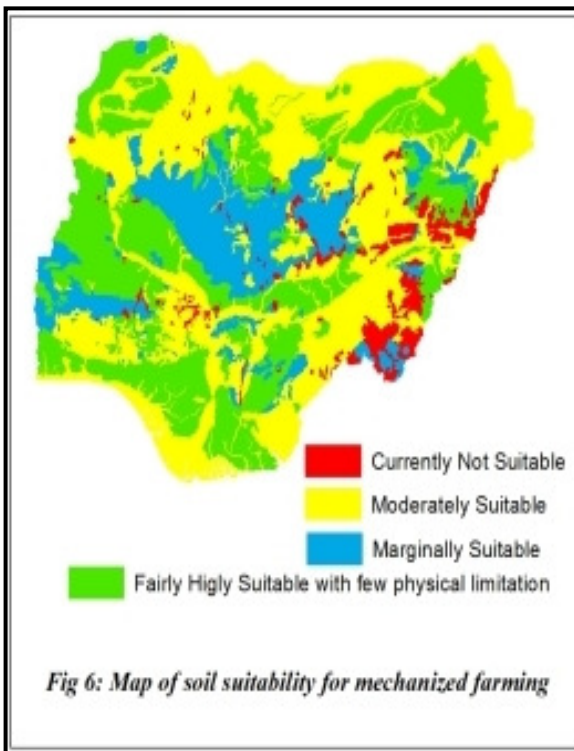 Currently Not Suitable
Moderately Suitable
Marginally Suitable
Fairly Higly Suitable with few physical limitation
Fig 6: Map of soil suitability for mechanized farming